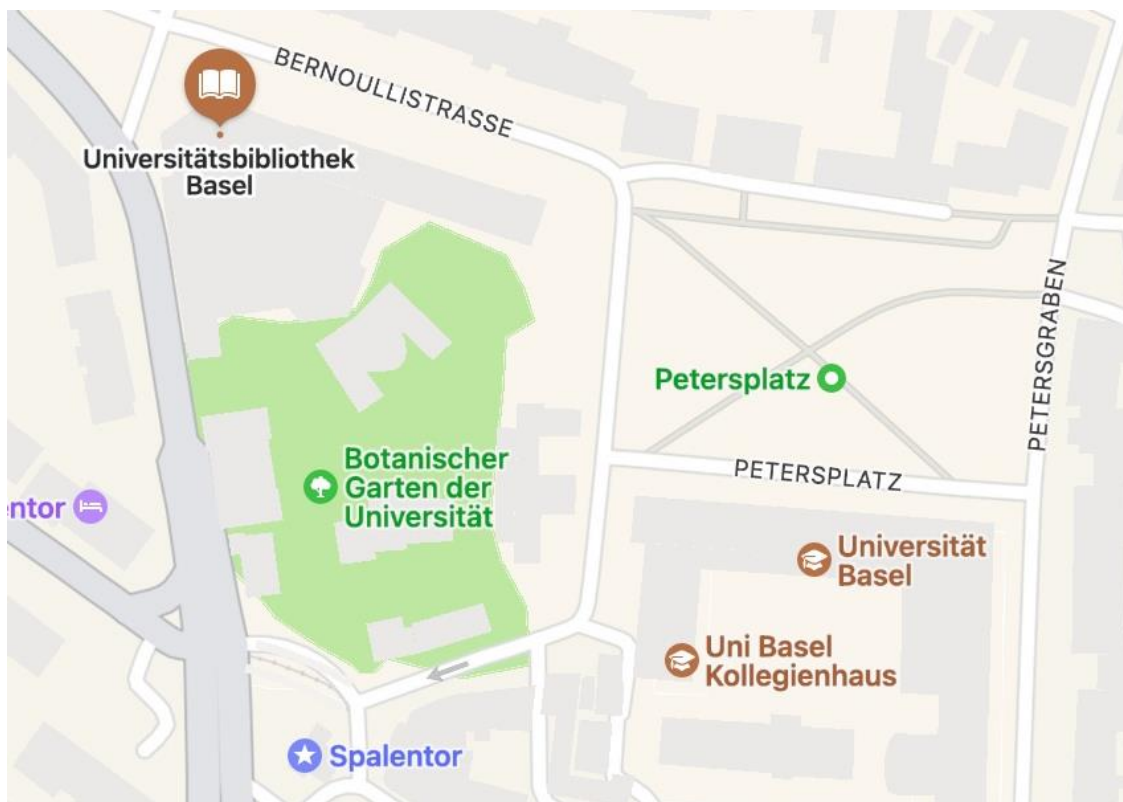 BERNOULLISTRASSE
Universitätsbibliothek
Basel
PETERSGRABEN
Petersplatz
PETERSPLATZ
Botanischer
Garten der
Universität
ntor
Universität
Basel
Uni Basel
Kollegienhaus
Spalentor